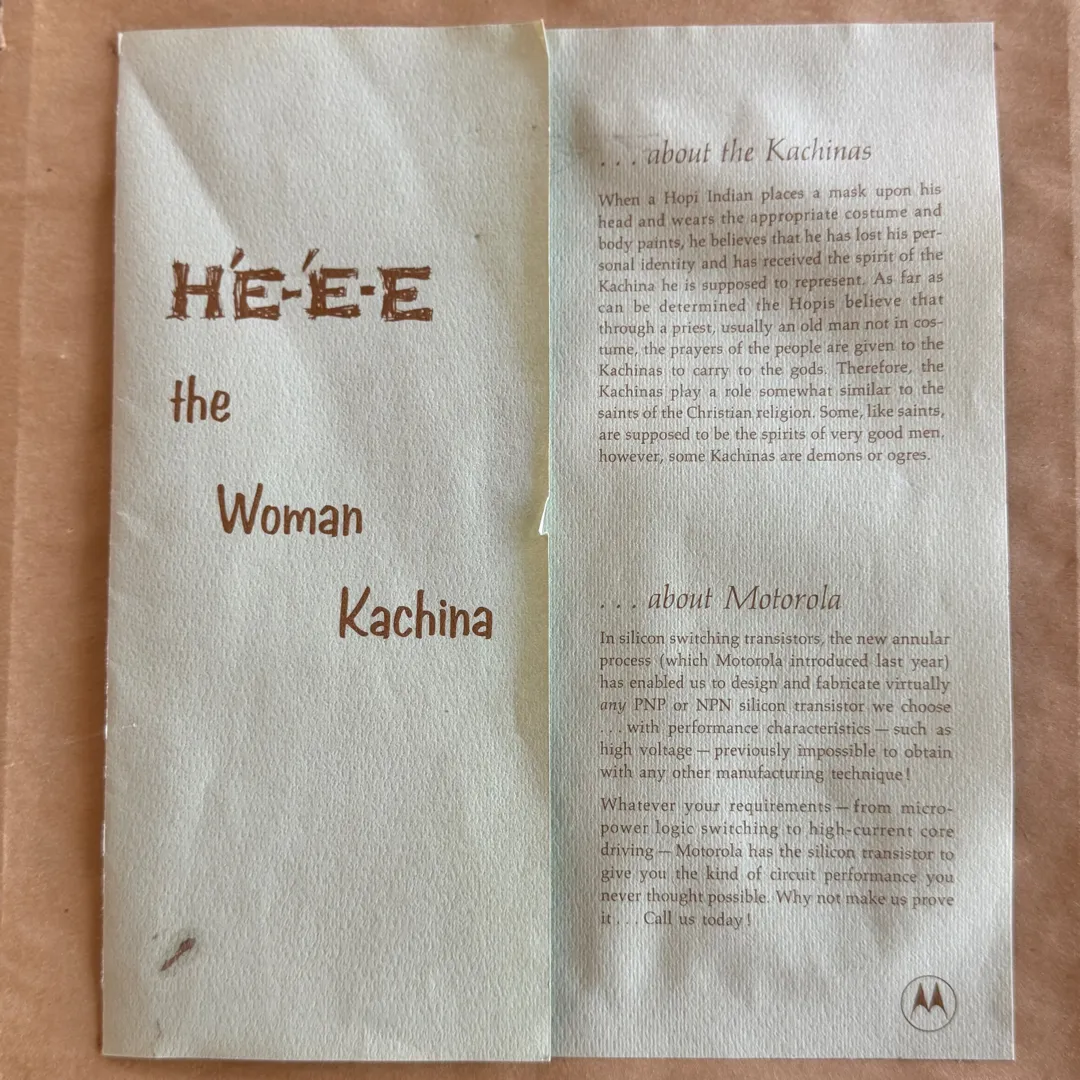 H́E-́E-E
the
Woman
Kachina
. . . about the Kachinas
When a Hopi Indian places a mask upon his
head and wears the appropriate costume and
body paints, he believes that he has lost his per-
sonal identity and has received the spirit of the
Kachina he is supposed to represent. As far as
can be determined the Hopis believe that
through a priest, usually an old man not in cos-
tume, the prayers of the people are given to the
Kachinas to carry to the gods. Therefore, the
Kachinas play a role somewhat similar to the
saints of the Christian religion. Some, like saints,
are supposed to be the spirits of very good men,
however, some Kachinas are demons or ogres.
. . . about Motorola
In silicon switching transistors, the new annular
process (which Motorola introduced last year)
has enabled us to design and fabricate virtually
any PNP or NPN silicon transistor we choose
. . . with performance characteristics — such as
high voltage — previously impossible to obtain
with any other manufacturing technique!
Whatever your requirements — from micro-
power logic switching to high-current core
driving — Motorola has the silicon transistor to
give you the kind of circuit performance you
never thought possible. Why not make us prove
it . . . Call us today!